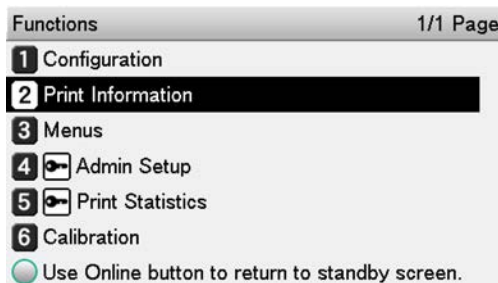 Functions 1/1 Page
1 Configuration
2 Print Information
3 Menus
4 Admin Setup
5 Print Statistics
6 Calibration
Use Online button to return to standby screen.